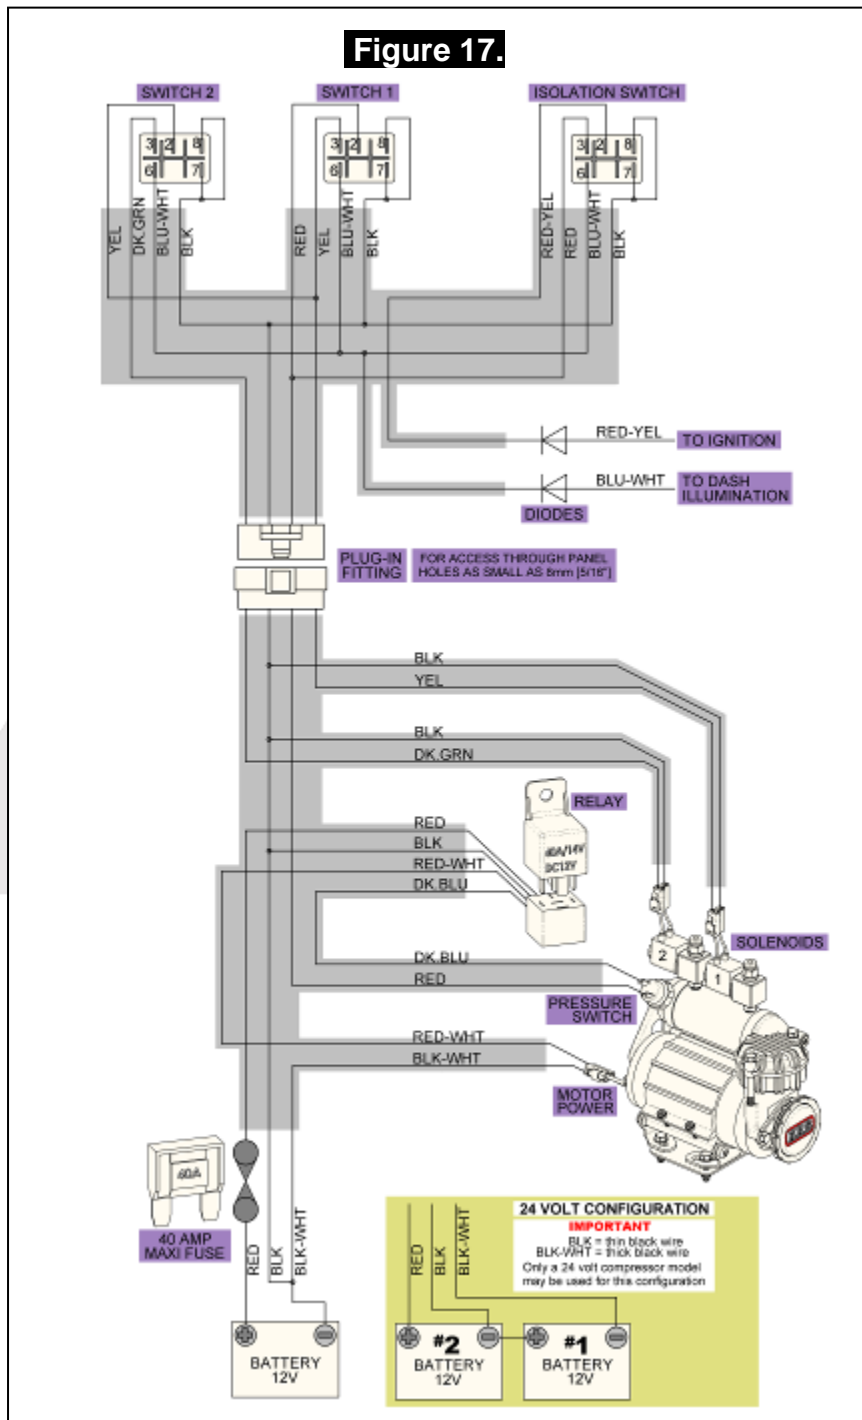 Figure 17.
SWITCH 2
SWITCH 1
ISOLATION SWITCH
3 2 8
6 7
3 2 8
6 7
3 2 8
6 7
YEL
DK.GRN
BLU-WHT
BLK
RED
YEL
BLU-WHT
BLK
RED-YEL
RED
BLU-WHT
BLK
RED-YEL
TO IGNITION
BLU-WHT
TO DASH
ILLUMINATION
DIODES
PLUG-IN
FITTING
FOR ACCESS THROUGH PANEL
HOLES AS SMALL AS 8mm [5/16"]
BLK
YEL
BLK
DK.GRN
RELAY
RED
BLK
RED-WHT
DK.BLU
40A/14V
DC12V
SOLENOIDS
2
1
DK.BLU
RED
PRESSURE
SWITCH
RED-WHT
BLK-WHT
MOTOR
POWER
ARB
40A
40 AMP
MAXI FUSE
RED
BLK
BLK-WHT
BATTERY
12V
24 VOLT CONFIGURATION
IMPORTANT
BLK = thin black wire
BLK-WHT = thick black wire
Only a 24 volt compressor model
may be used for this configuration
RED
BLK
BLK-WHT
#2
BATTERY
12V
#1
BATTERY
12V